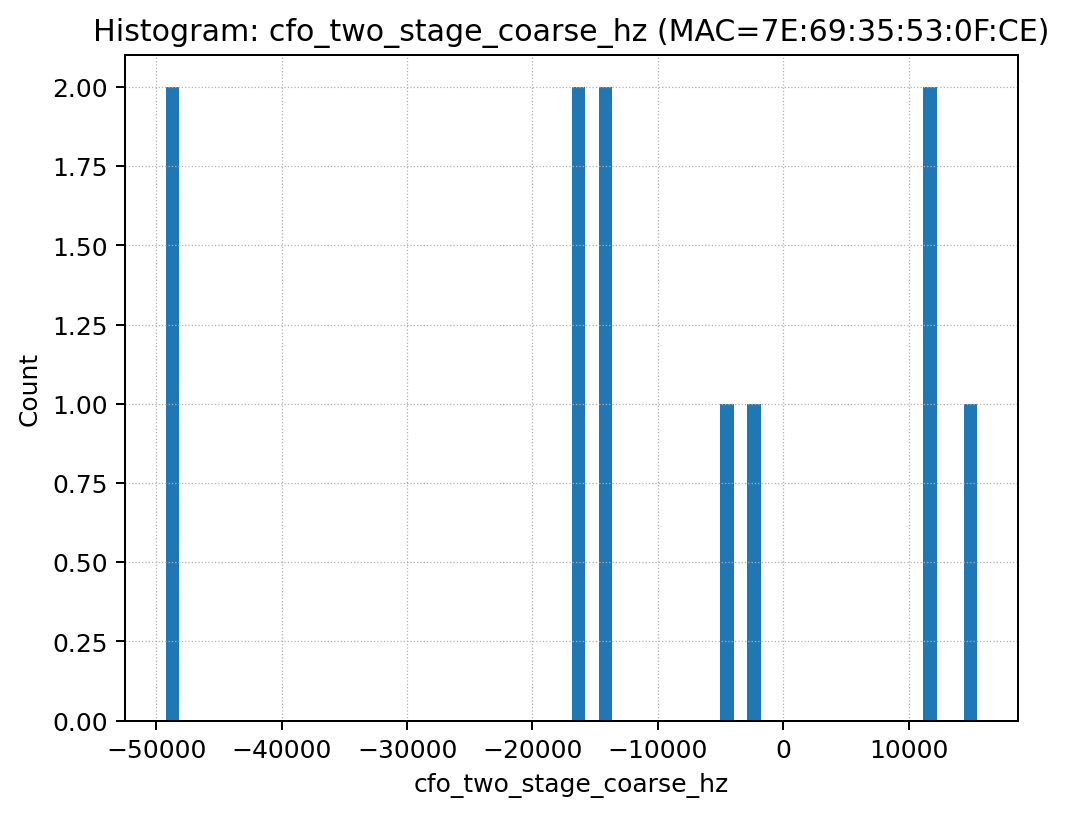 Histogram: cfo_two_stage_coarse_hz (MAC=7E:69:35:53:0F:CE)
2.00
1.75
1.50
1.25
1.00
0.75
0.50
0.25
0.00
Count
−50000 −40000 −30000 −20000 −10000 0 10000
cfo_two_stage_coarse_hz